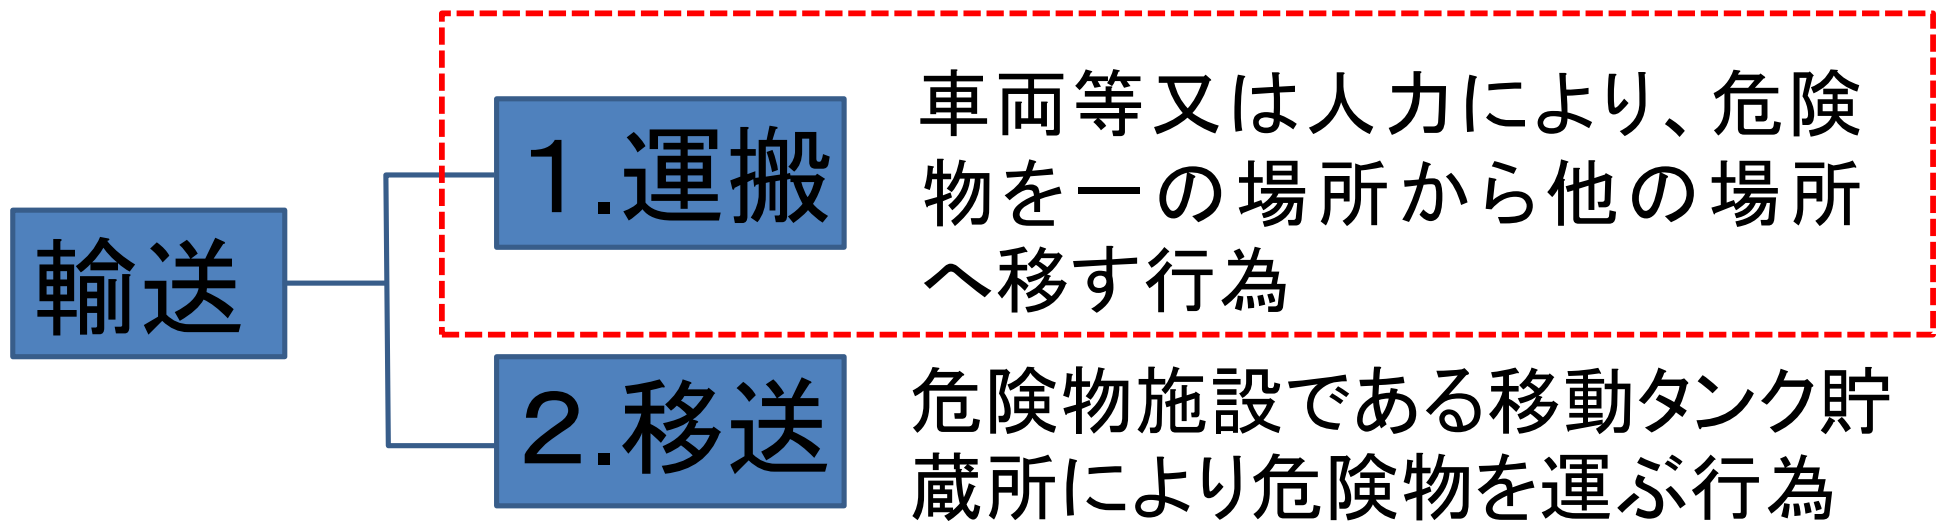 輸送
１.運搬
車両等又は人力により、危険
物を一の場所から他の場所
へ移す行為
２.移送
危険物施設である移動タンク貯
蔵所により危険物を運ぶ行為